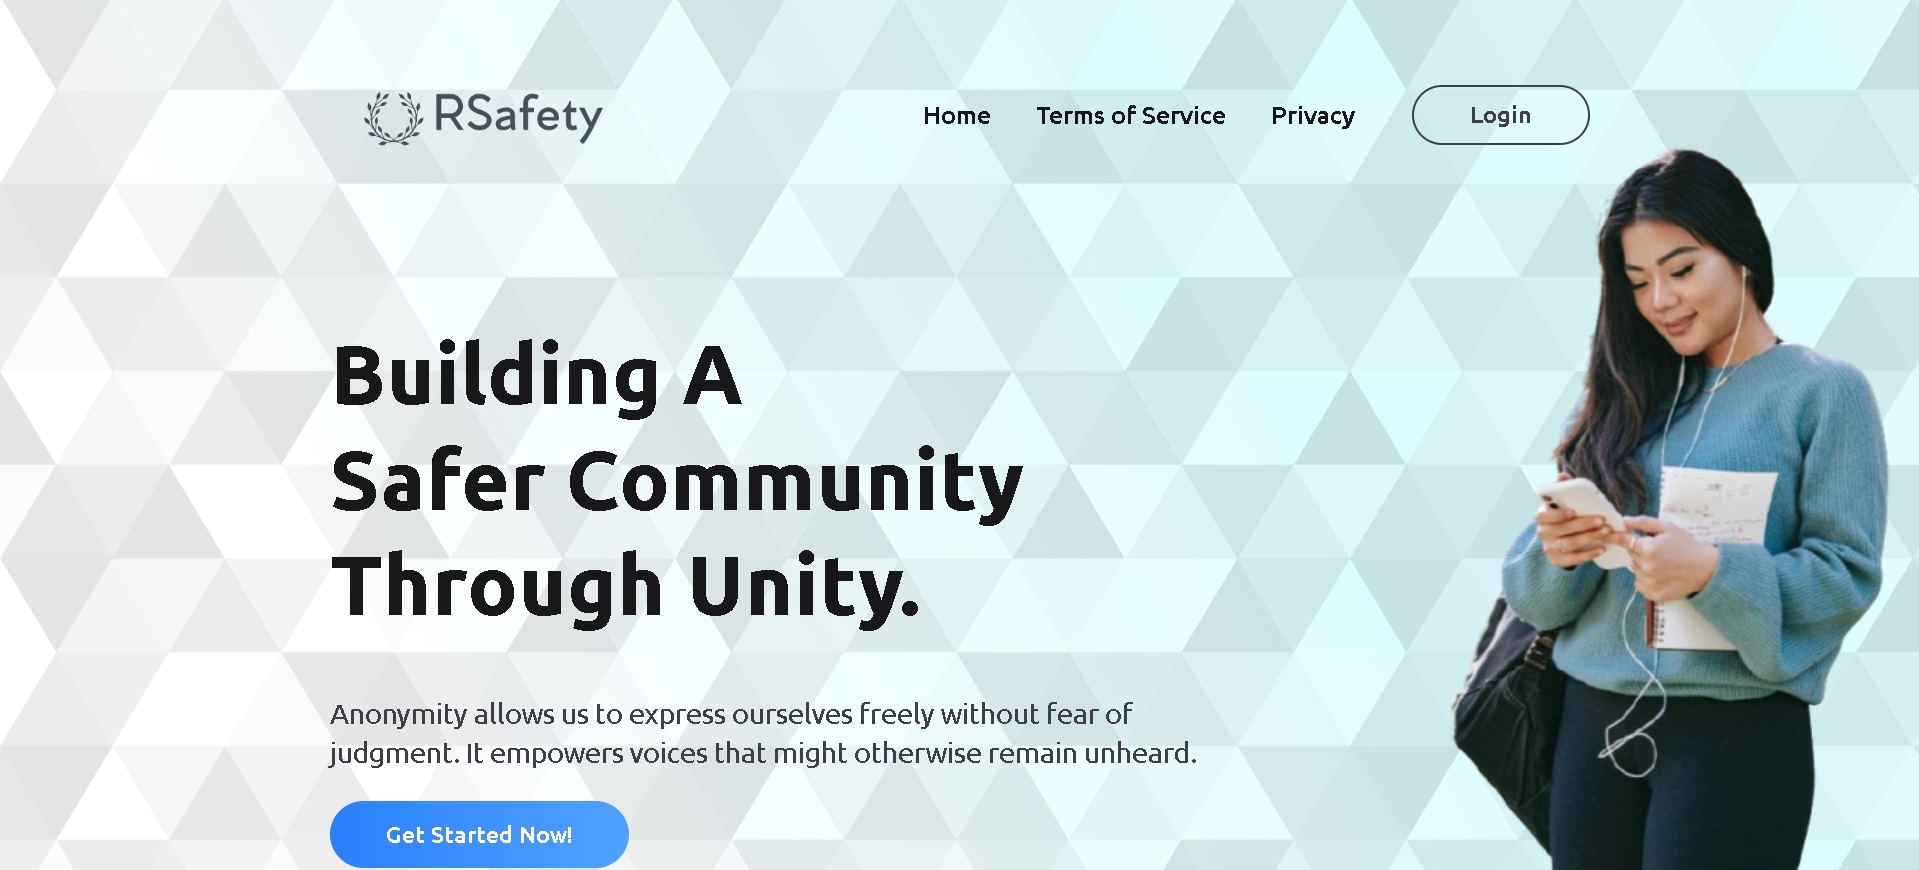 RSafety
Home
Terms of Service
Privacy
Login
Building A
Safer Community
Through Unity.
Anonymity allows us to express ourselves freely without fear of
judgment. It empowers voices that might otherwise remain unheard.
Get Started Now!